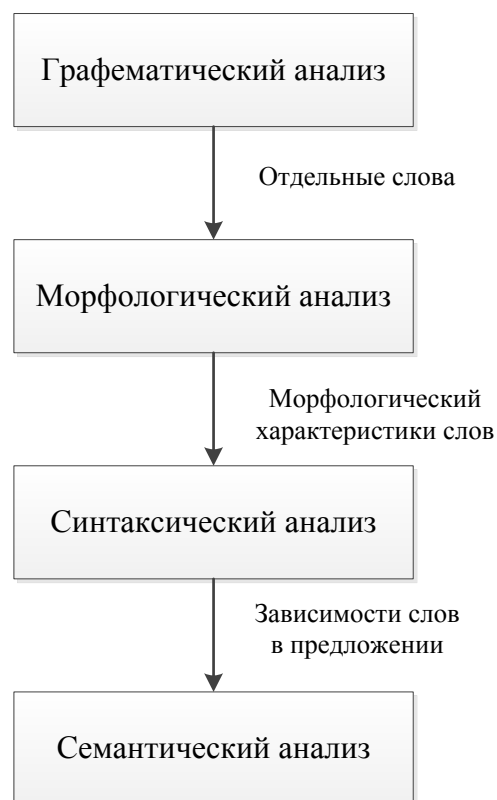 Графематический анализ
Отдельные слова
Морфологический анализ
Морфологический
характеристики слов
Синтаксический анализ
Зависимости слов
в предложении
Семантический анализ